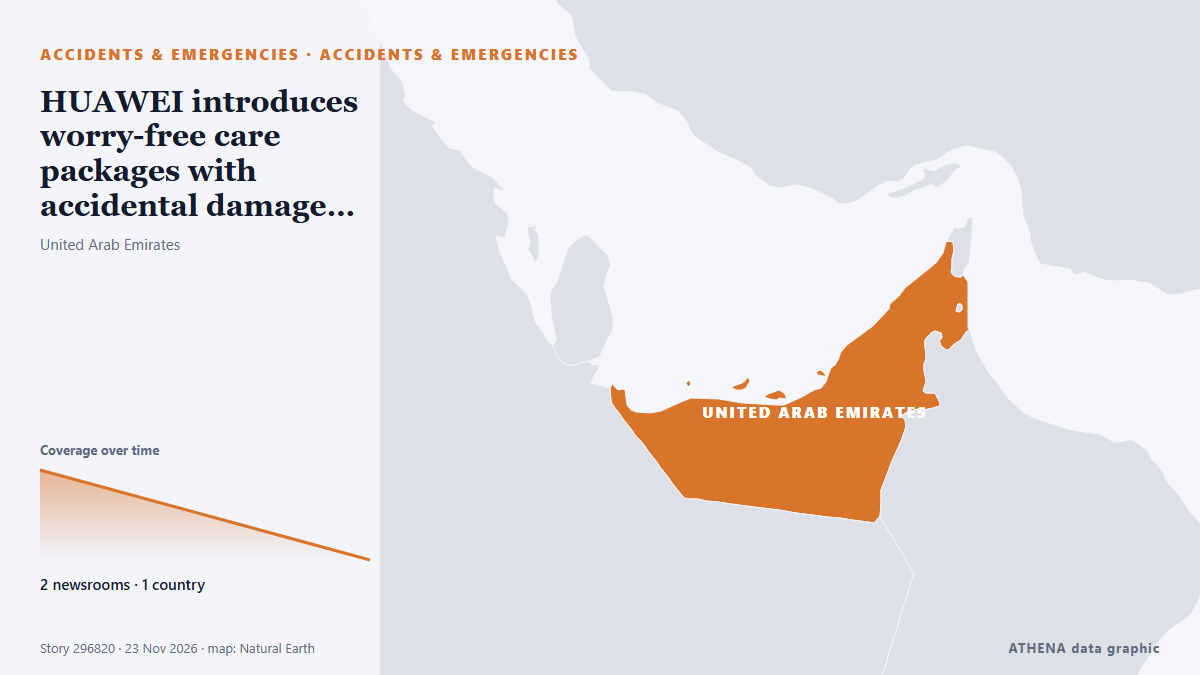 ACCIDENTS & EMERGENCIES · ACCIDENTS & EMERGENCIES
HUAWEI introduces
worry-free care
packages with
accidental damage...
United Arab Emirates
UNITED ARAB EMIRATES
Coverage over time
2 newsrooms · 1 country
Story 296820 · 23 Nov 2026 · map: Natural Earth
ATHENA data graphic